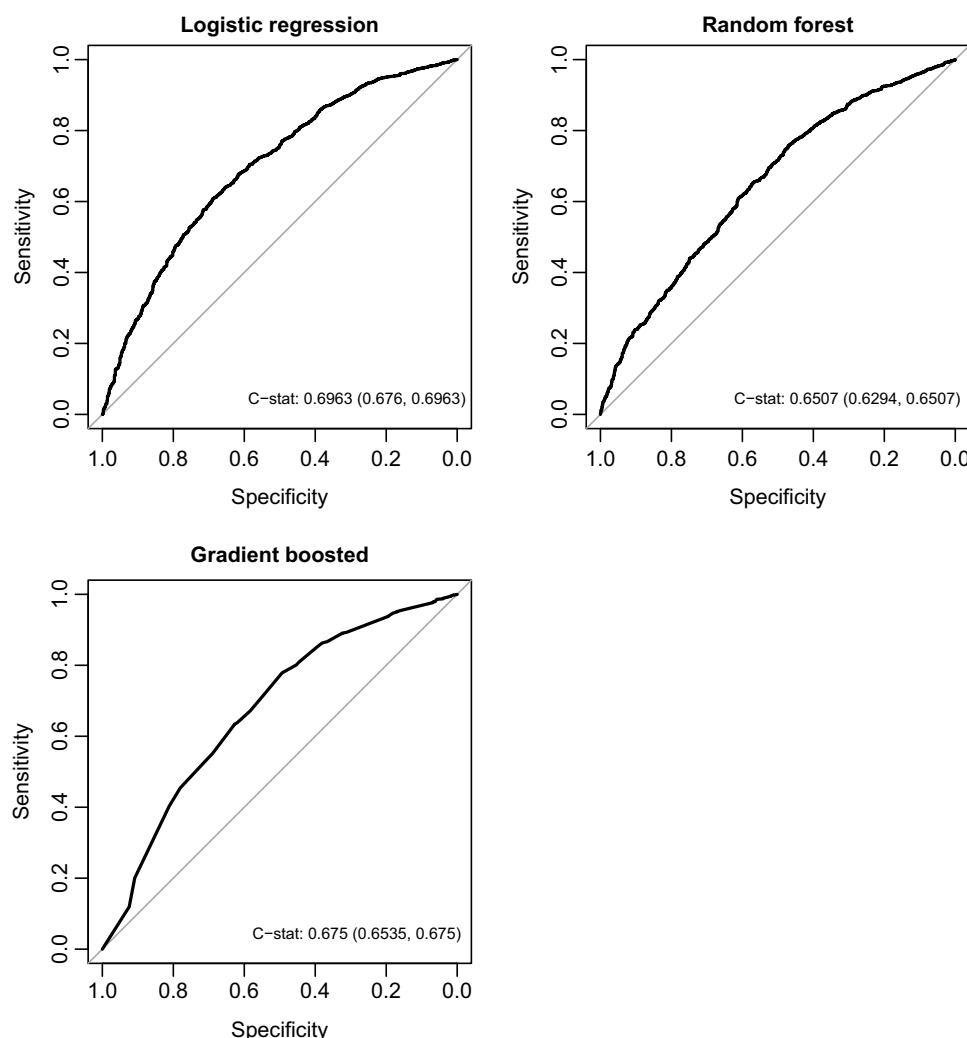 Logistic regression
Sensitivity
0.0 0.2 0.4 0.6 0.8 1.0
C−stat: 0.6963 (0.676, 0.6963)
1.0 0.8 0.6 0.4 0.2 0.0
Specificity
Random forest
Sensitivity
0.0 0.2 0.4 0.6 0.8 1.0
C−stat: 0.6507 (0.6294, 0.6507)
1.0 0.8 0.6 0.4 0.2 0.0
Specificity
Gradient boosted
Sensitivity
0.0 0.2 0.4 0.6 0.8 1.0
C−stat: 0.675 (0.6535, 0.675)
1.0 0.8 0.6 0.4 0.2 0.0
Specificity